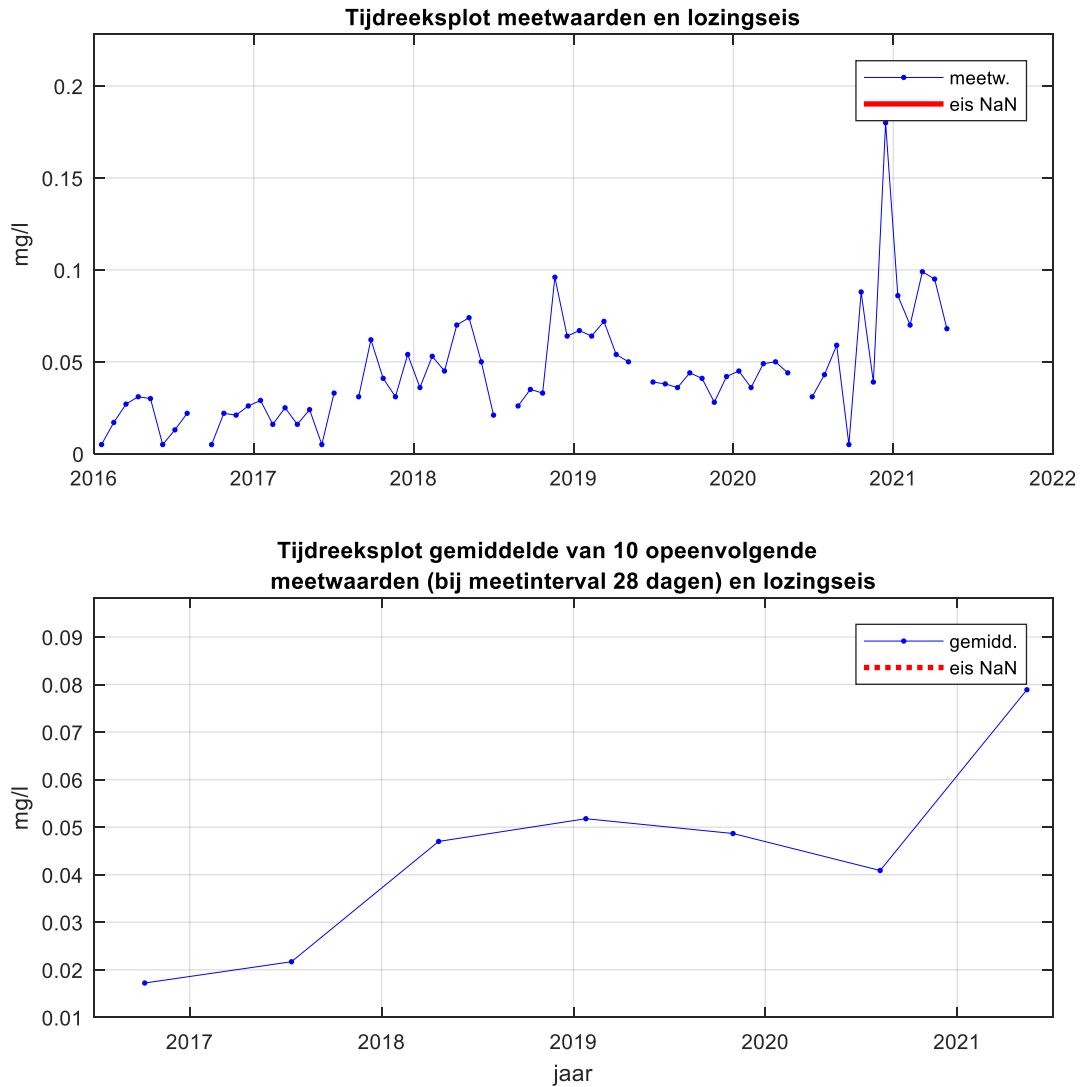 Tijdreeksplot meetwaarden en lozingseis
meetw.
eis NaN
0.2
0.15
0.1
0.05
0
mg/l
2016 2017 2018 2019 2020 2021 2022
Tijdreeksplot gemiddelde van 10 opeenvolgende
meetwaarden (bij meetinterval 28 dagen) en lozingseis
gemidd.
eis NaN
0.09
0.08
0.07
0.06
0.05
0.04
0.03
0.02
0.01
mg/l
2017 2018 2019 2020 2021
jaar